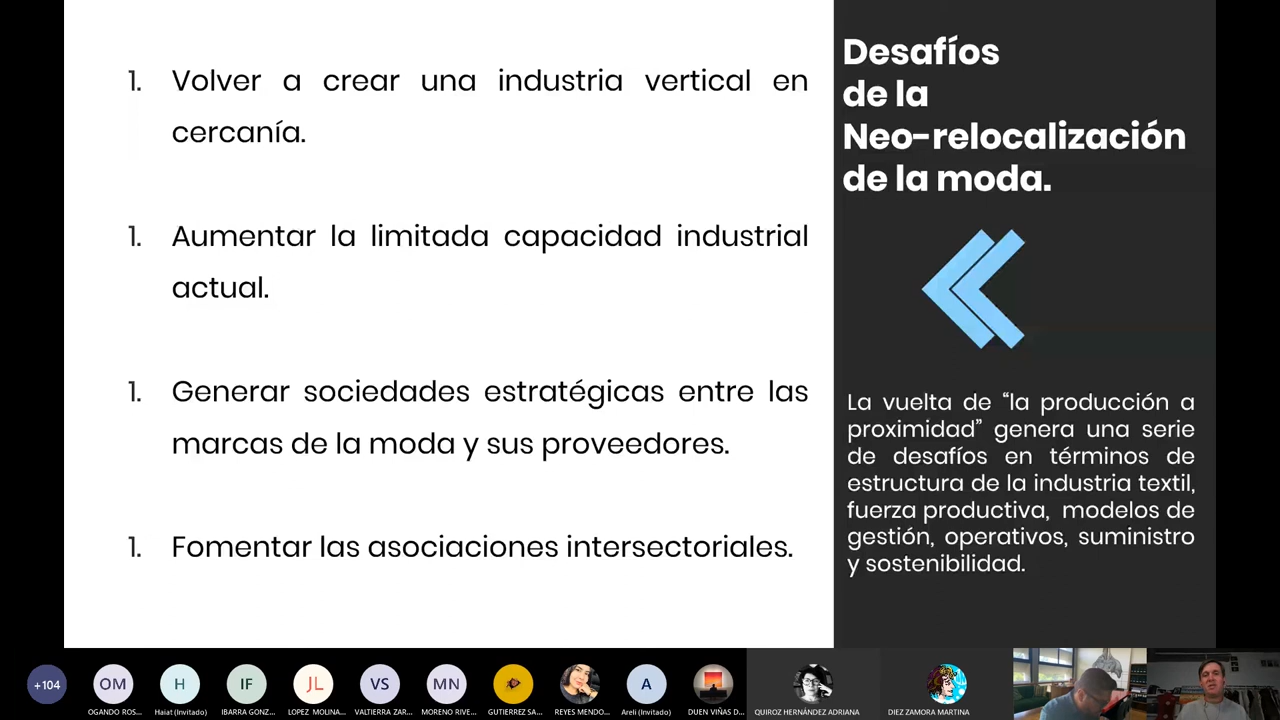 1. Volver a crear una industria vertical en
cercanía.
1. Aumentar la limitada capacidad industrial
actual.
1. Generar sociedades estratégicas entre las
marcas de la moda y sus proveedores.
1. Fomentar las asociaciones intersectoriales.
Desafíos
de la
Neo-relocalización
de la moda.
La vuelta de “la producción a
proximidad” genera una serie
de desafíos en términos de
estructura de la industria textil,
fuerza productiva, modelos de
gestión, operativos, suministro
y sostenibilidad.
+104
OM
H
IF
JL
VS
MN
A
OGANDO ROS...
Haiat (Invitado)
IBARRA GONZ...
LOPEZ MOLINA...
VALTIERRA ZAR...
MORENO RIVE...
GUTIERREZ SA...
REYES MENDO...
Areli (Invitado)
DUEN VIÑAS D...
QUIROZ HERNÁNDEZ ADRIANA
DIEZ ZAMORA MARTINA